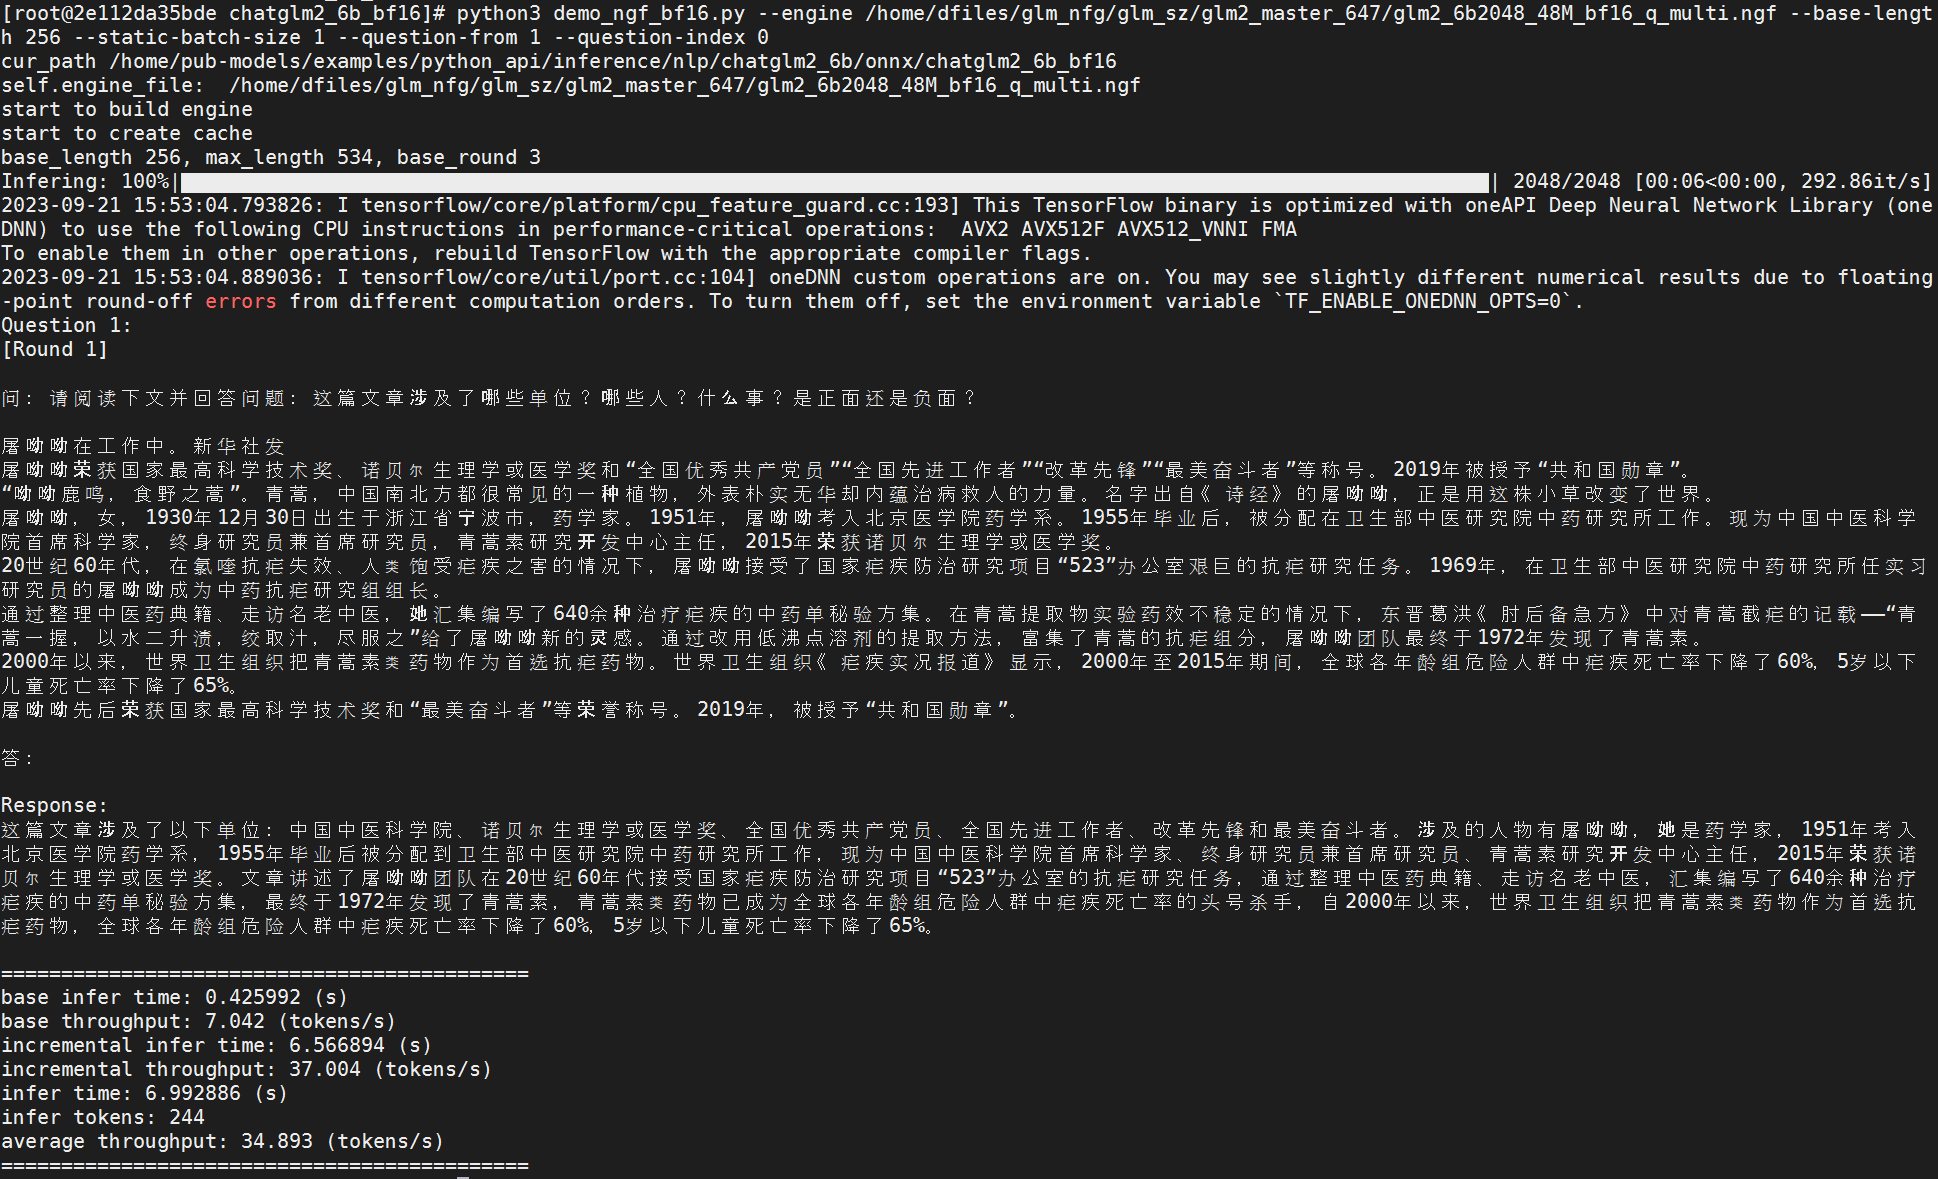 [root@2e112da35bde chatglm2_6b_bf16]# python3 demo_ngf_bf16.py --engine /home/dfiles/glm_nfg/glm_sz/glm2_master_647/glm2_6b2048_48M_bf16_q_multi.ngf --base-lengt
h 256 --static-batch-size 1 --question-from 1 --question-index 0
cur_path /home/pub-models/examples/python_api/inference/nlp/chatglm2_6b/onnx/chatglm2_6b_bf16
self.engine_file:  /home/dfiles/glm_nfg/glm_sz/glm2_master_647/glm2_6b2048_48M_bf16_q_multi.ngf
start to build engine
start to create cache
base_length 256, max_length 534, base_round 3
Infering: 100%| | 2048/2048 [00:06<00:00, 292.86it/s]
2023-09-21 15:53:04.793826: I tensorflow/core/platform/cpu_feature_guard.cc:193] This TensorFlow binary is optimized with oneAPI Deep Neural Network Library (one
DNN) to use the following CPU instructions in performance-critical operations:  AVX2 AVX512F AVX512_VNNI FMA
To enable them in other operations, rebuild TensorFlow with the appropriate compiler flags.
2023-09-21 15:53:04.889036: I tensorflow/core/util/port.cc:104] oneDNN custom operations are on. You may see slightly different numerical results due to floating
-point round-off errors from different computation orders. To turn them off, set the environment variable `TF_ENABLE_ONEDNN_OPTS=0`.
Question 1:
[Round 1]
问：请阅读下文并回答问题：这篇文章涉及了哪些单位？哪些人？什么事？是正面还是负面？
屠呦呦在工作中。新华社发
屠呦呦荣获国家最高科学技术奖、诺贝尔生理学或医学奖和“全国优秀共产党员”“全国先进工作者”“改革先锋”“最美奋斗者”等称号。2019年被授予“共和国勋章”。
“呦呦鹿鸣，食野之蒿”。青蒿，中国南北方都很常见的一种植物，外表朴实无华却内蕴治病救人的力量。名字出自《诗经》的屠呦呦，正是用这株小草改变了世界。
屠呦呦，女，1930年12月30日出生于浙江省宁波市，药学家。1951年，屠呦呦考入北京医学院药学系。1955年毕业后，被分配在卫生部中医研究院中药研究所工作。现为中国中医科学
院首席科学家，终身研究员兼首席研究员，青蒿素研究开发中心主任，2015年荣获诺贝尔生理学或医学奖。
20世纪60年代，在氯喹抗疟失效、人类饱受疟疾之害的情况下，屠呦呦接受了国家疟疾防治研究项目“523”办公室艰巨的抗疟研究任务。1969年，在卫生部中医研究院中药研究所任实习
研究员的屠呦呦成为中药抗疟研究组组长。
通过整理中医药典籍、走访名老中医，她汇集编写了640余种治疗疟疾的中药单秘验方集。在青蒿提取物实验药效不稳定的情况下，东晋葛洪《肘后备急方》中对青蒿截疟的记载——“青
蒿一握，以水二升渍，绞取汁，尽服之”给了屠呦呦新的灵感。通过改用低沸点溶剂的提取方法，富集了青蒿的抗疟组分，屠呦呦团队最终于1972年发现了青蒿素。
2000年以来，世界卫生组织把青蒿素类药物作为首选抗疟药物。世界卫生组织《疟疾实况报道》显示，2000年至2015年期间，全球各年龄组危险人群中疟疾死亡率下降了60%，5岁以下
儿童死亡率下降了65%。
屠呦呦先后荣获国家最高科学技术奖和“最美奋斗者”等荣誉称号。2019年，被授予“共和国勋章”。
答：
Response:
这篇文章涉及了以下单位：中国中医科学院、诺贝尔生理学或医学奖、全国优秀共产党员、全国先进工作者、改革先锋和最美奋斗者。涉及的人物有屠呦呦，她是药学家，1951年考入
北京医学院药学系，1955年毕业后被分配到卫生部中医研究院中药研究所工作，现为中国中医科学院首席科学家、终身研究员兼首席研究员、青蒿素研究开发中心主任，2015年荣获诺
贝尔生理学或医学奖。文章讲述了屠呦呦团队在20世纪60年代接受国家疟疾防治研究项目“523”办公室的抗疟研究任务，通过整理中医药典籍、走访名老中医，汇集编写了640余种治疗
疟疾的中药单秘验方集，最终于1972年发现了青蒿素，青蒿素类药物已成为全球各年龄组危险人群中疟疾死亡率的头号杀手，自2000年以来，世界卫生组织把青蒿素类药物作为首选抗
疟药物，全球各年龄组危险人群中疟疾死亡率下降了60%，5岁以下儿童死亡率下降了65%。
============================================
base infer time: 0.425992 (s)
base throughput: 7.042 (tokens/s)
incremental infer time: 6.566894 (s)
incremental throughput: 37.004 (tokens/s)
infer time: 6.992886 (s)
infer tokens: 244
average throughput: 34.893 (tokens/s)
============================================